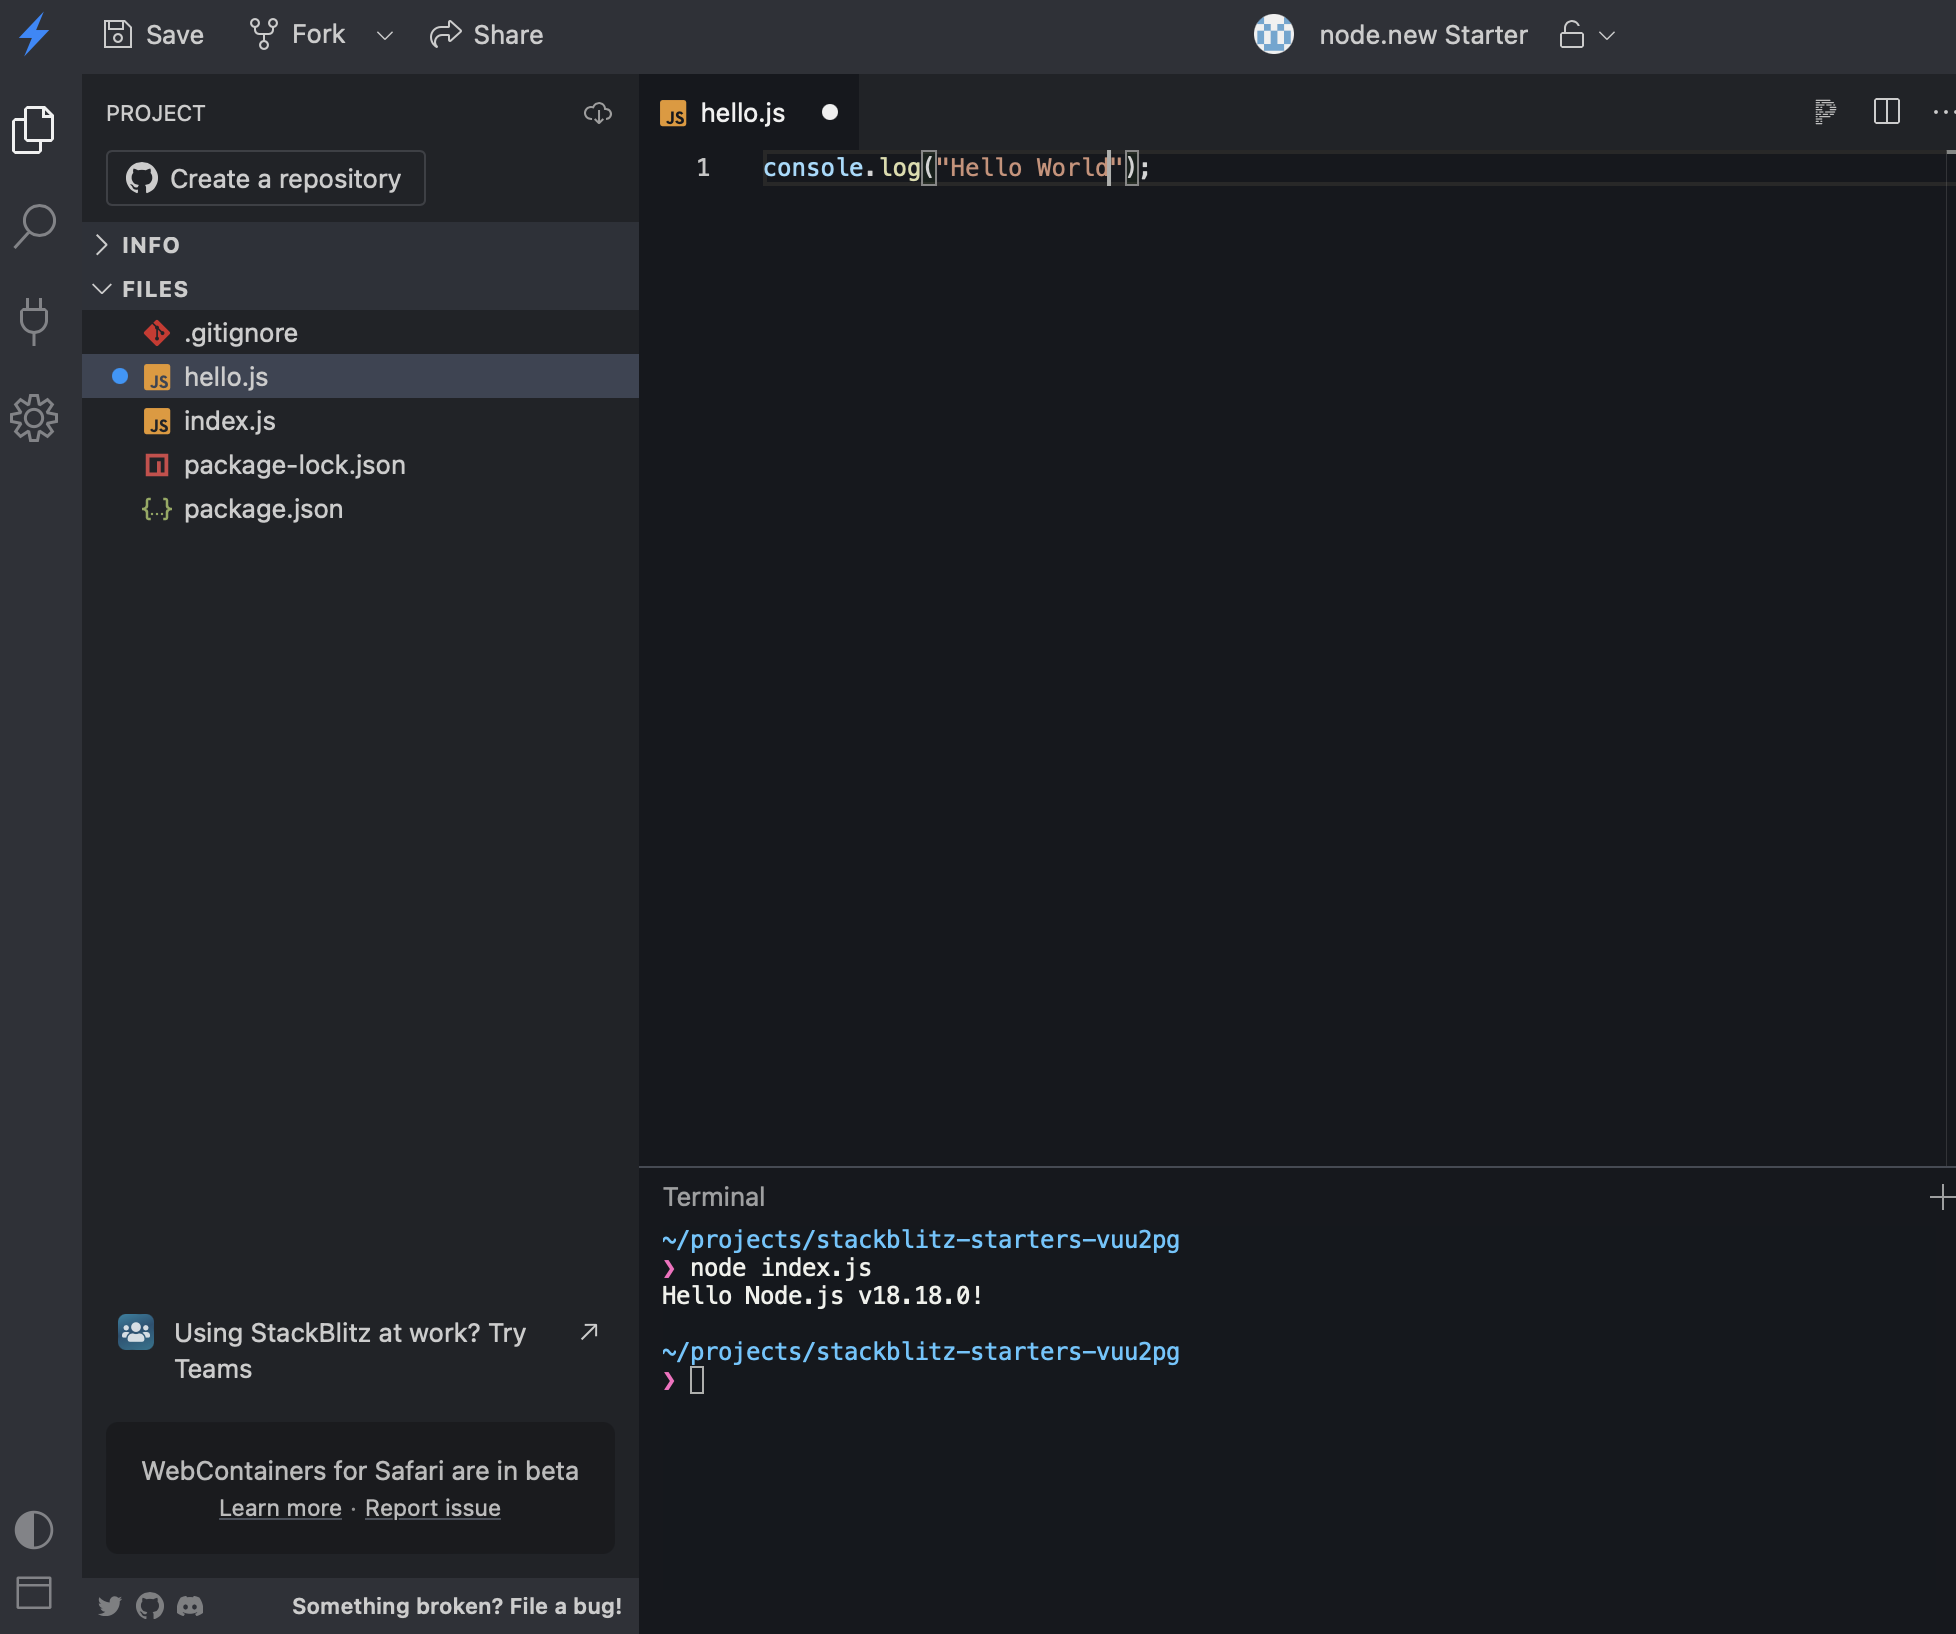 Save Fork Share node.new Starter
PROJECT
Create a repository
INFO
FILES
.gitignore
JS hello.js
JS index.js
package-lock.json
{...} package.json
Using StackBlitz at work? Try
Teams
WebContainers for Safari are in beta
Learn more · Report issue
Something broken? File a bug!
JS hello.js
1 console.log("Hello World");
Terminal
~/projects/stackblitz-starters-vuu2pg
❯ node index.js
Hello Node.js v18.18.0!
~/projects/stackblitz-starters-vuu2pg
❯